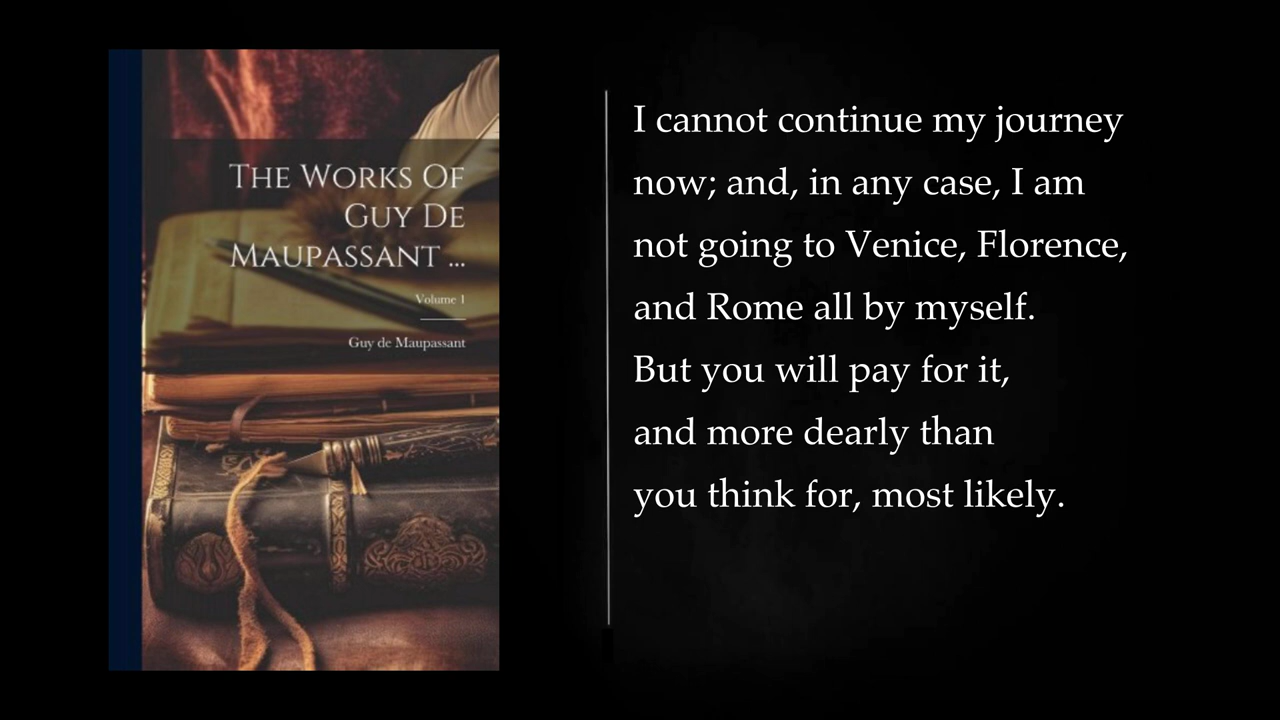 THE WORKS OF
GUY DE
MAUPASSANT ...
Volume 1
Guy de Maupassant
I cannot continue my journey
now; and, in any case, I am
not going to Venice, Florence,
and Rome all by myself.
But you will pay for it,
and more dearly than
you think for, most likely.